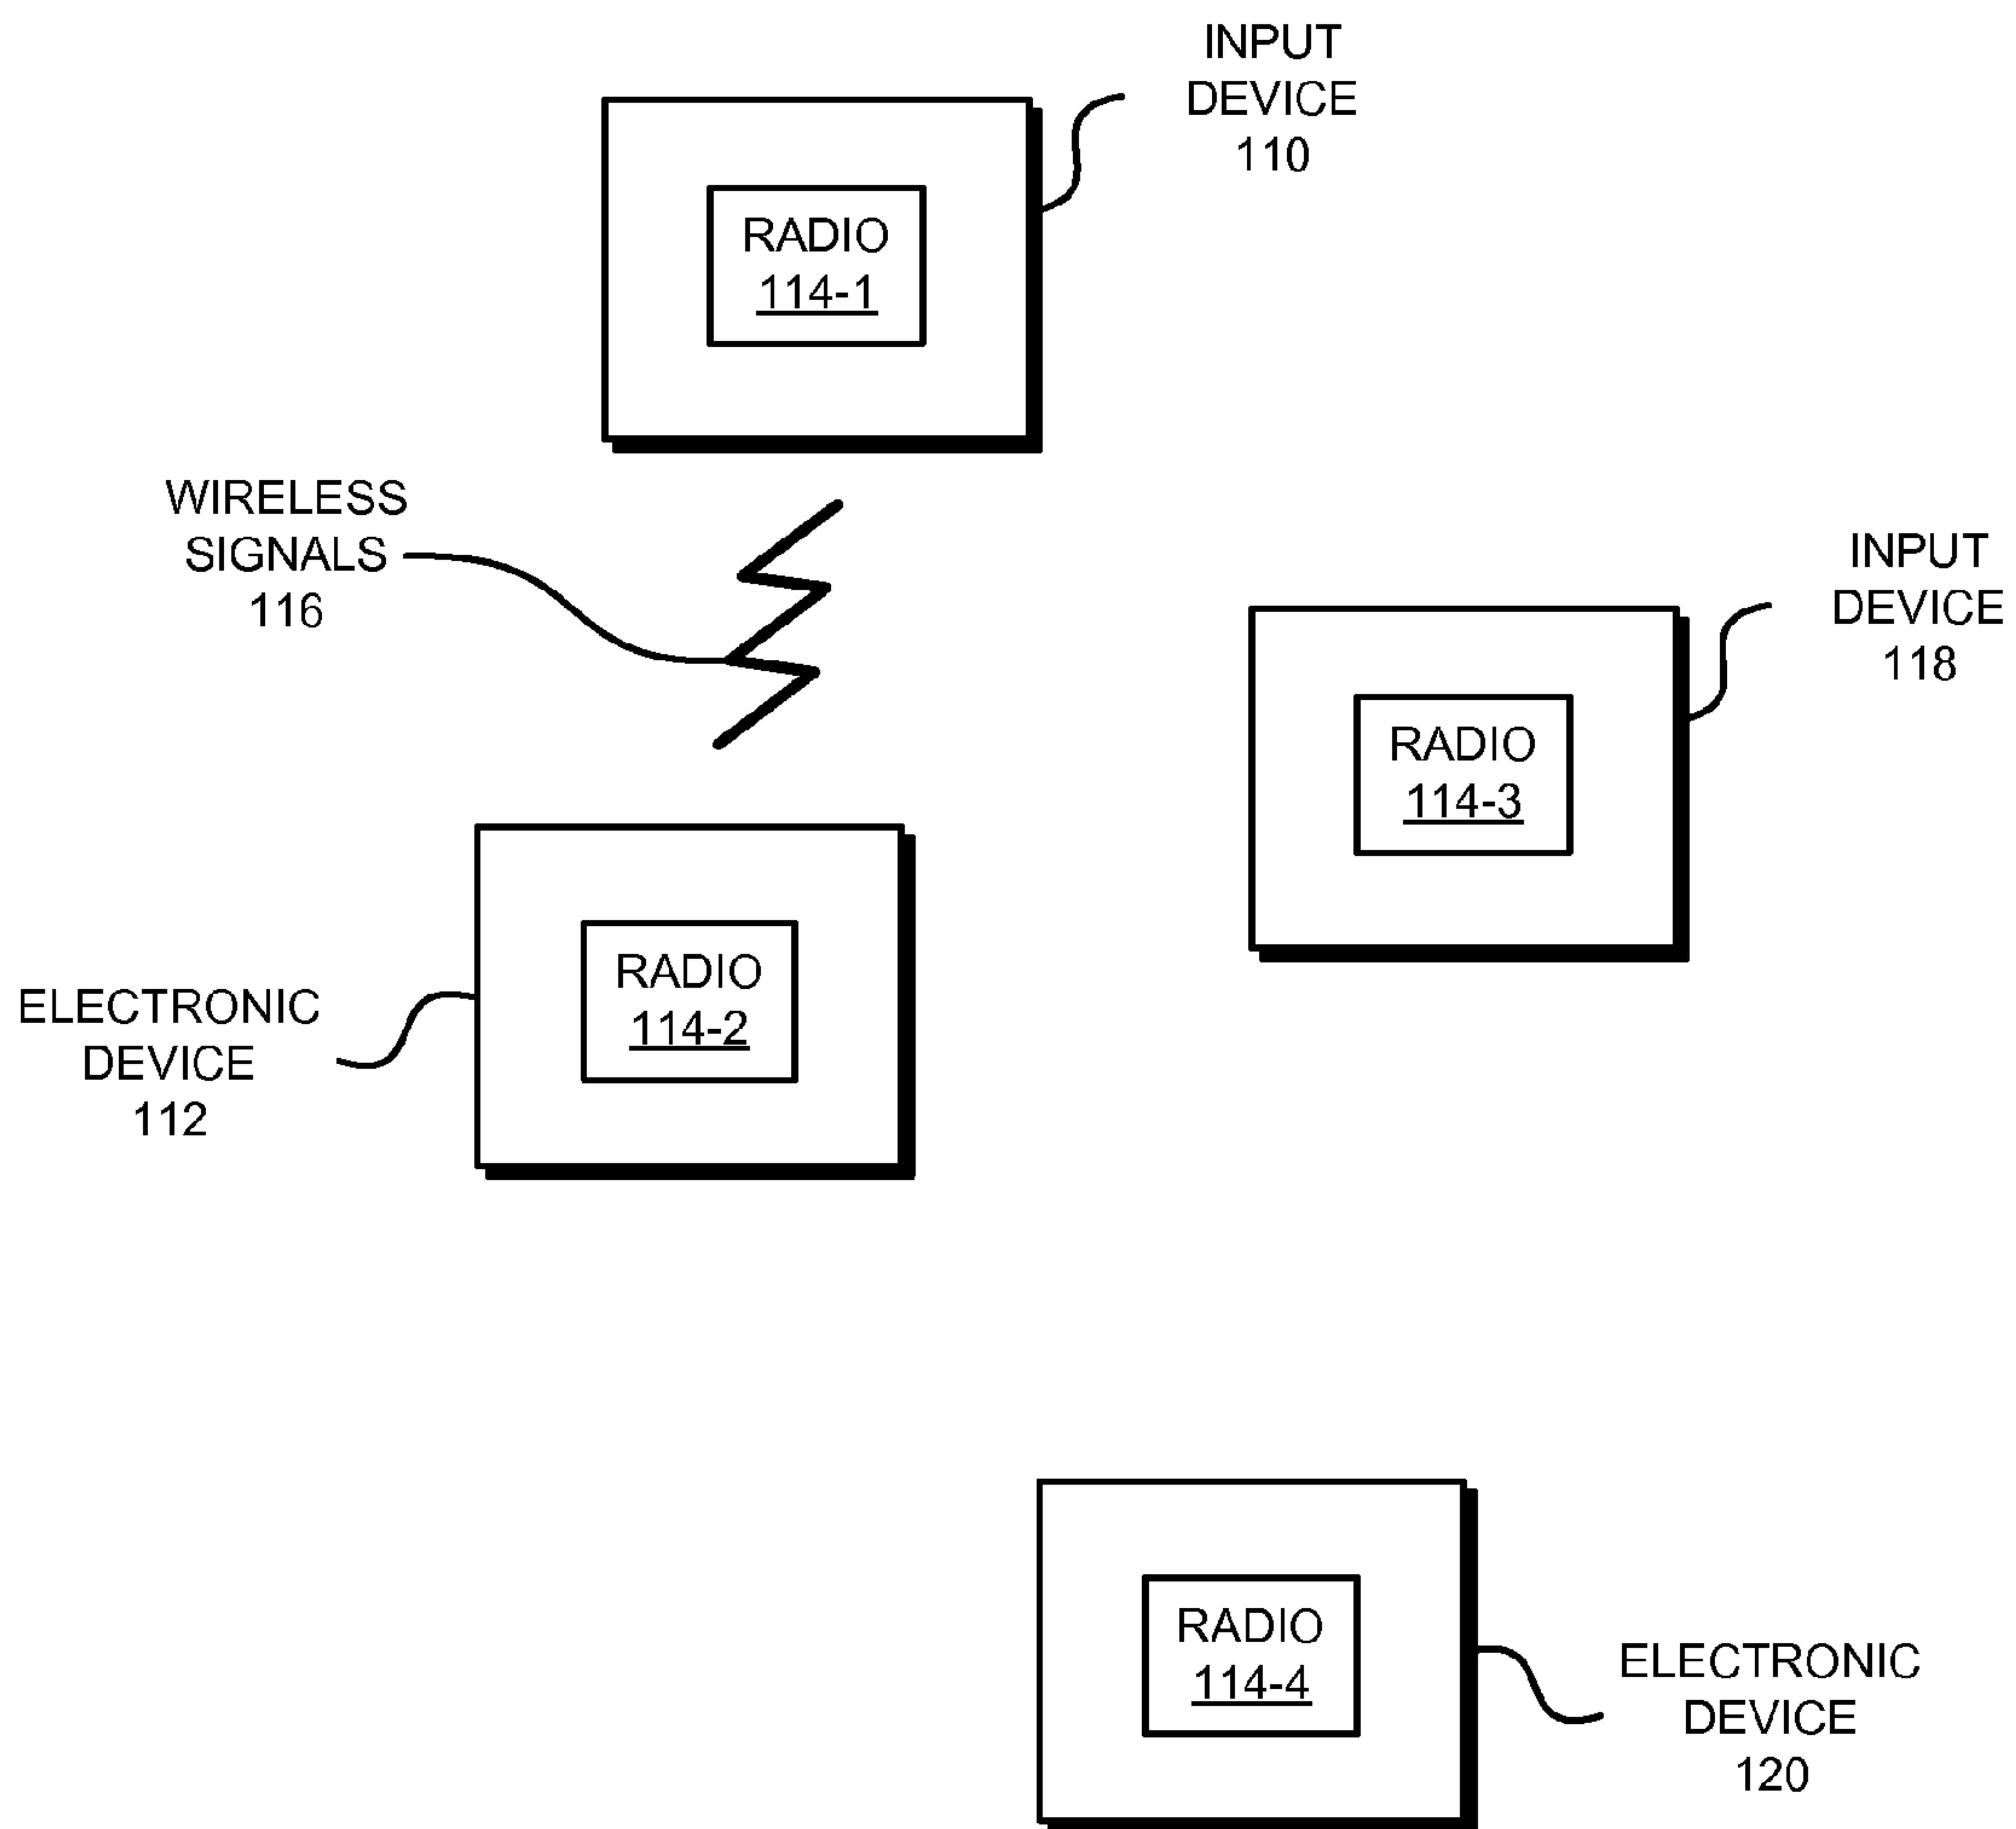 INPUT
DEVICE
110
RADIO
114-1
WIRELESS
SIGNALS
116
INPUT
DEVICE
118
RADIO
114-3
RADIO
114-2
ELECTRONIC
DEVICE
112
RADIO
114-4
ELECTRONIC
DEVICE
120